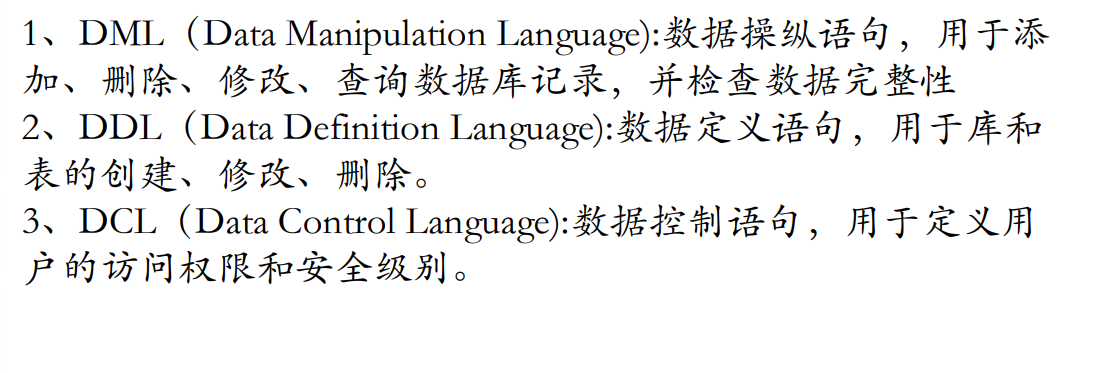 1、DML（Data Manipulation Language):数据操纵语句，用于添
加、删除、修改、查询数据库记录，并检查数据完整性
2、DDL（Data Definition Language):数据定义语句，用于库和
表的创建、修改、删除。
3、DCL（Data Control Language):数据控制语句，用于定义用
户的访问权限和安全级别。